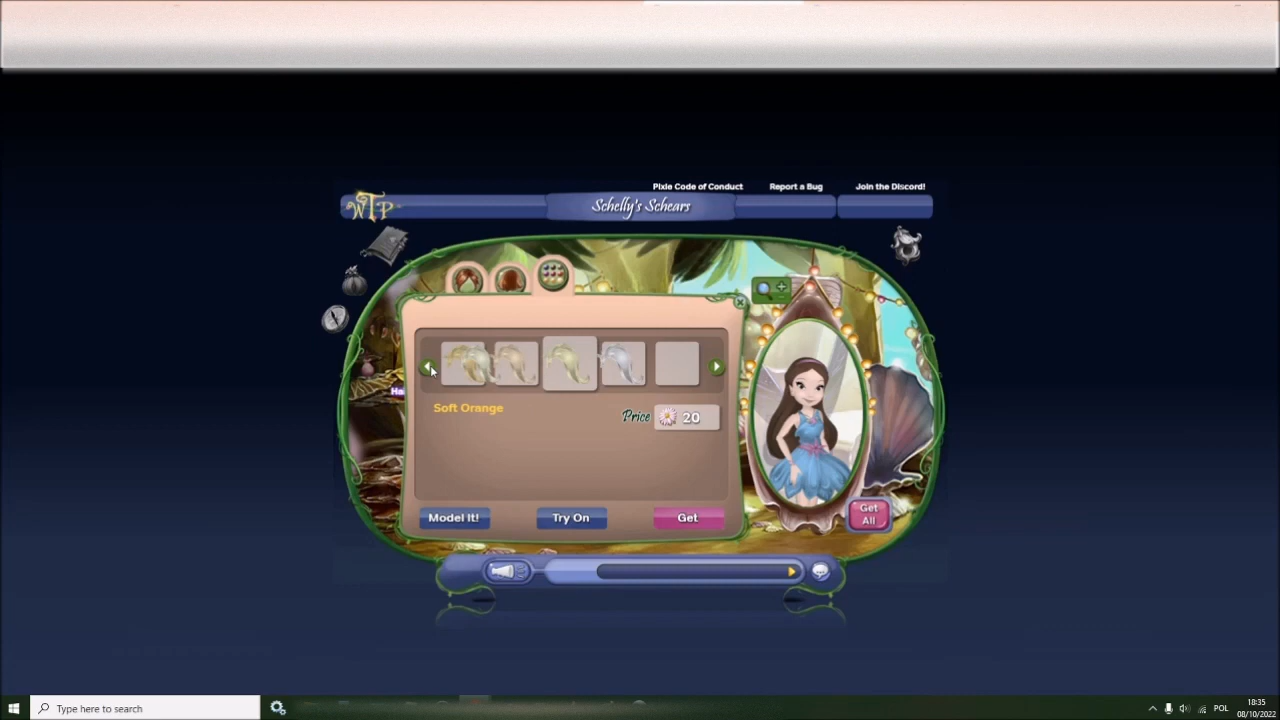 Pixie Code of Conduct Report a Bug Join the Discord!
WTP
Schelly's Schears
Ha
Soft Orange
Price 20
Model It! Try On Get
Get
All
Type here to search
18:35
POL
08/10/2022